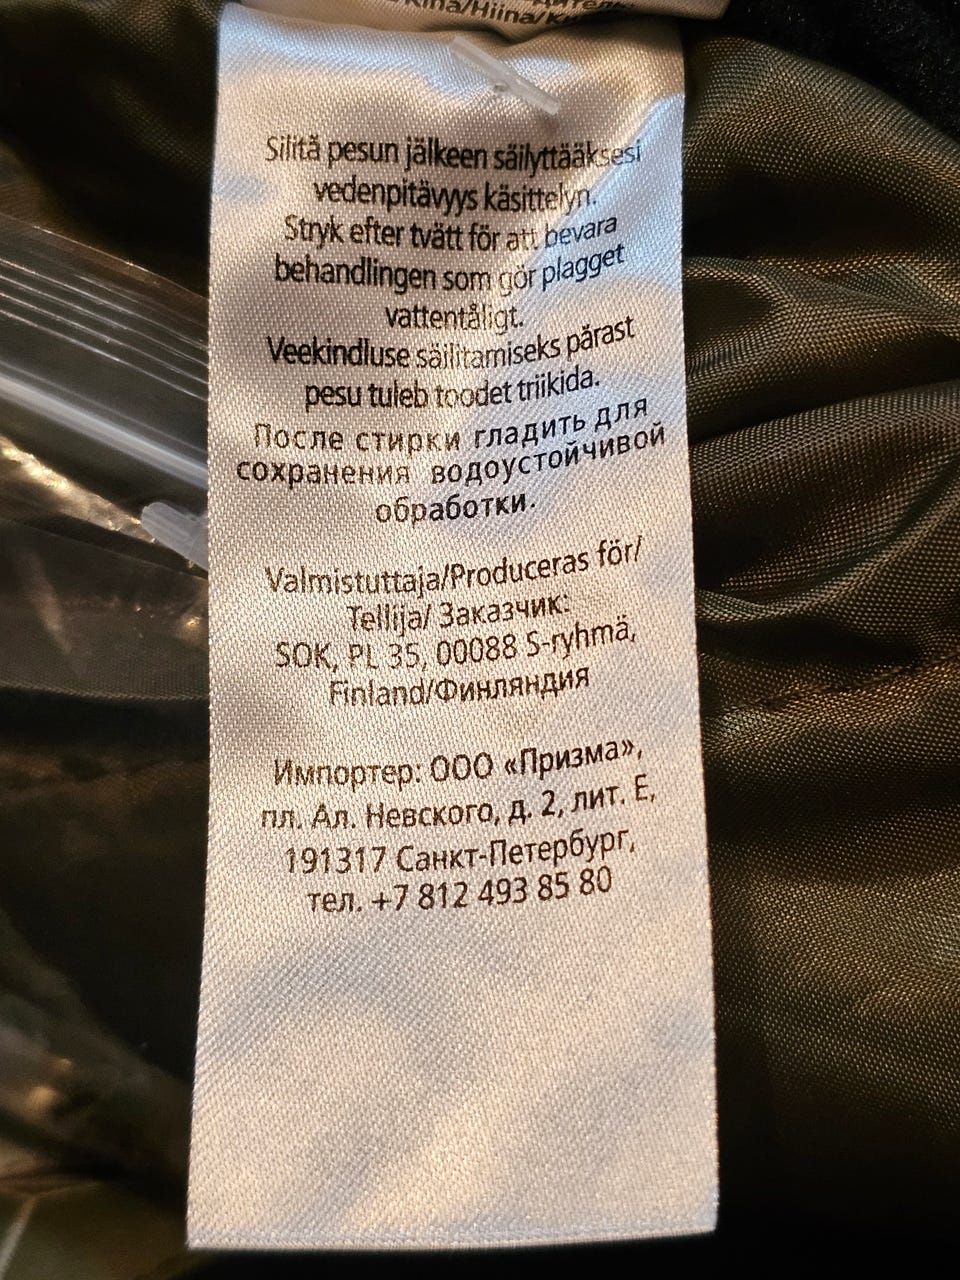 Kina/Hiina/
Silitä pesun jälkeen säilyttääksesi
vedenpitävyys käsittelyn.
Stryk efter tvätt för att bevara
behandlingen som gör plagget
vattentåligt.
Veekindluse säilitamiseks pärast
pesu tuleb toodet triikida.
После стирки гладить для
сохранения водоустойчивой
обработки.
Valmistuttaja/Produceras för/
Tellija/ Заказчик:
SOK, PL 35, 00088 S-ryhmä,
Finland/Финляндия
Импортер: ООО «Призма»,
пл. Ал. Невского, д. 2, лит. Е,
191317 Санкт-Петербург,
тел. +7 812 493 85 80